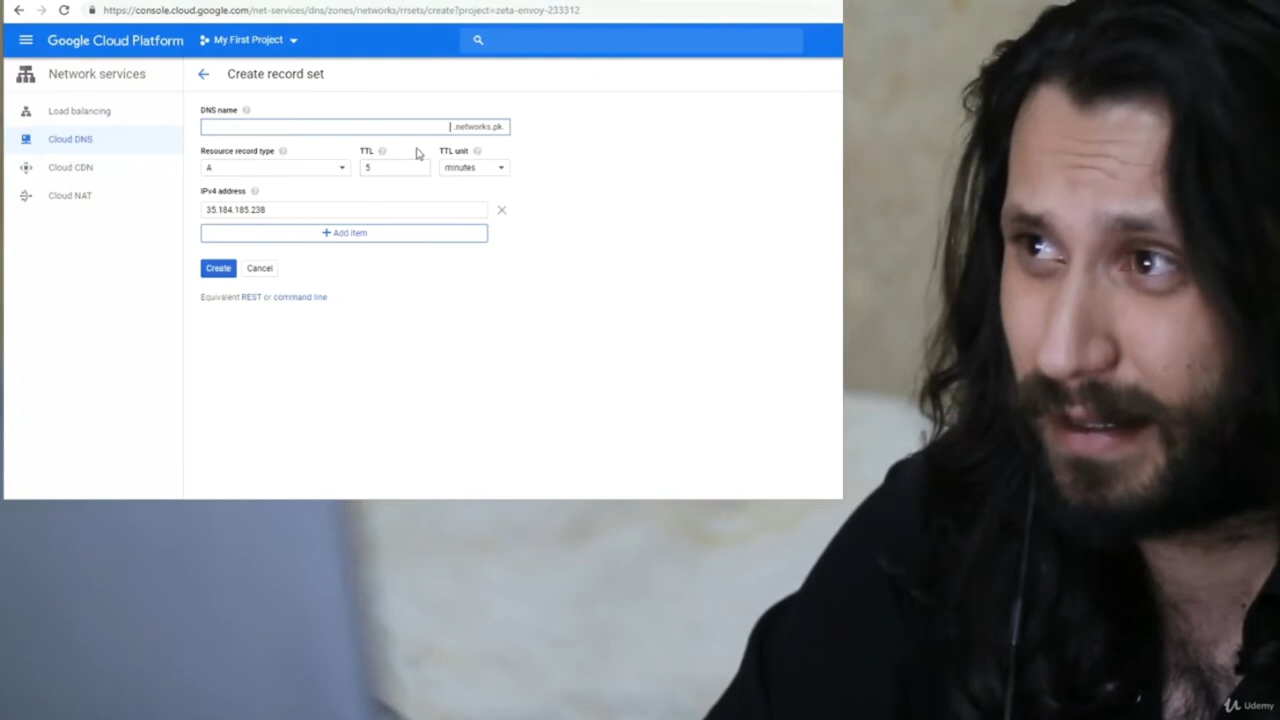 https://console.cloud.google.com/net-services/dns/zones/networks/rrsets/create?project=zeta-envoy-233312
Google Cloud Platform My First Project
Network services Create record set
Load balancing
Cloud DNS
Cloud CDN
Cloud NAT
DNS name
.networks.pk.
Resource record type TTL TTL unit
A 5 minutes
IPv4 address
35.184.185.238
+ Add item
Create Cancel
Equivalent REST or command line
Udemy